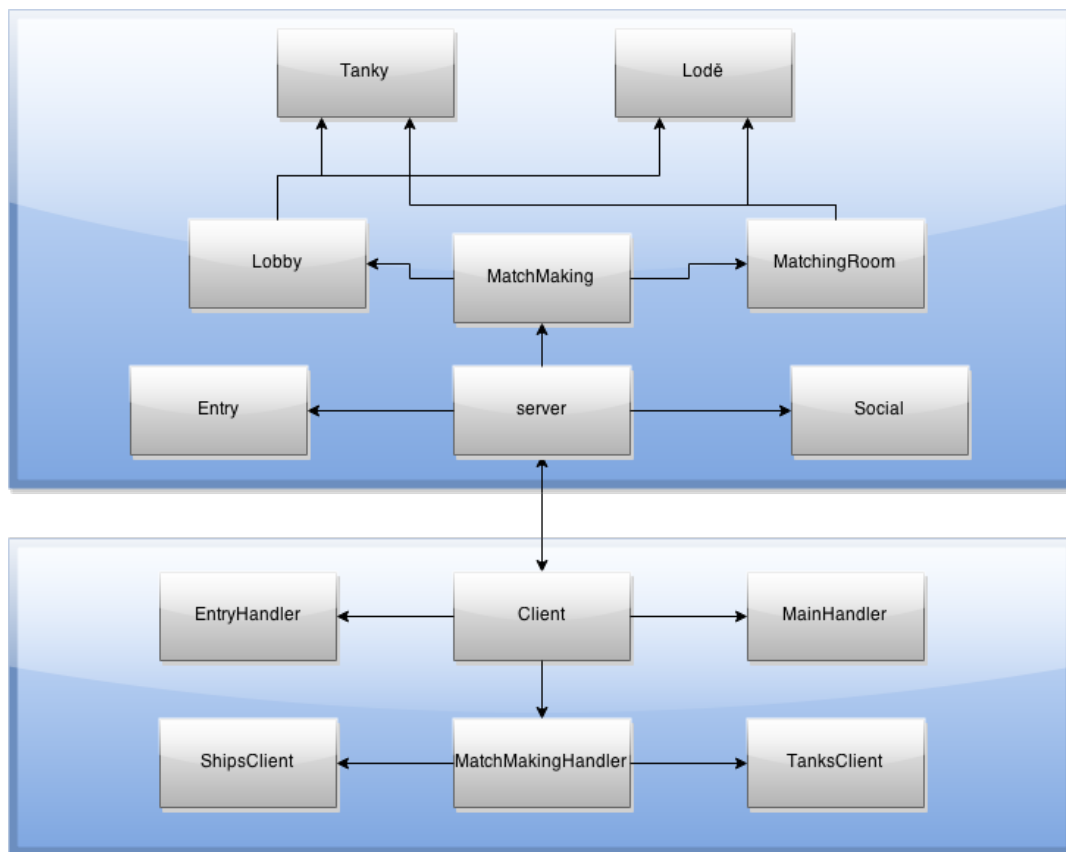 Tanky
Lodě
Lobby
MatchMaking
MatchingRoom
Entry
server
Social
EntryHandler
Client
MainHandler
ShipsClient
MatchMakingHandler
TanksClient